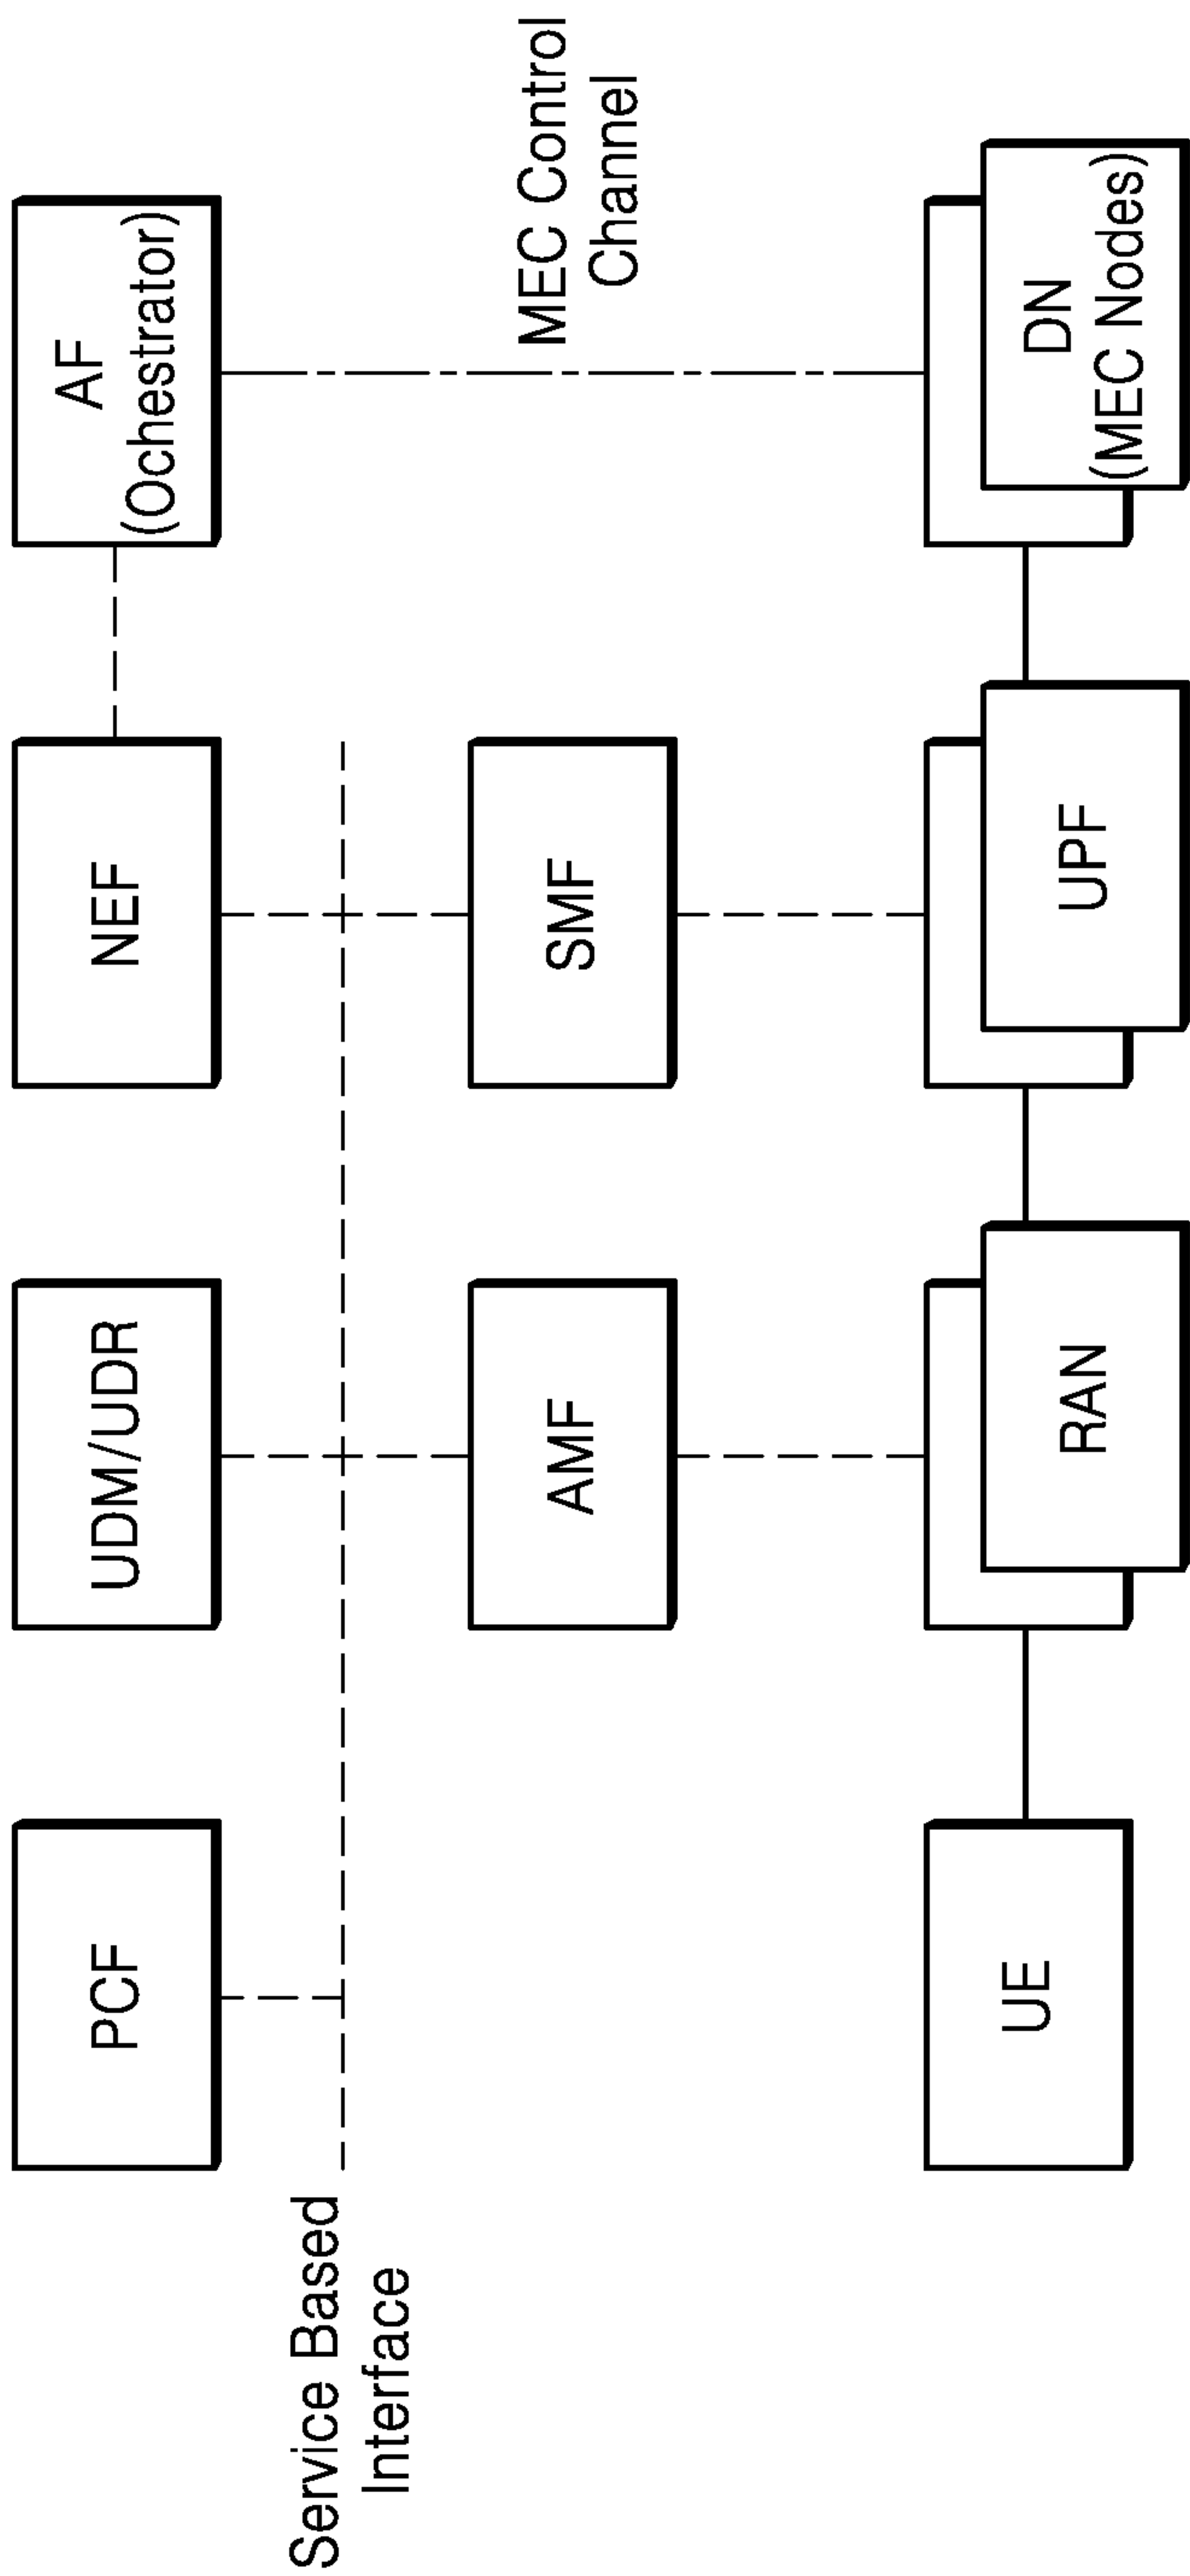 PCF
UDM/UDR
NEF
AF
(Ochestrator)
Service Based
Interface
AMF
SMF
MEC Control
Channel
UE
RAN
UPF
DN
(MEC Nodes)